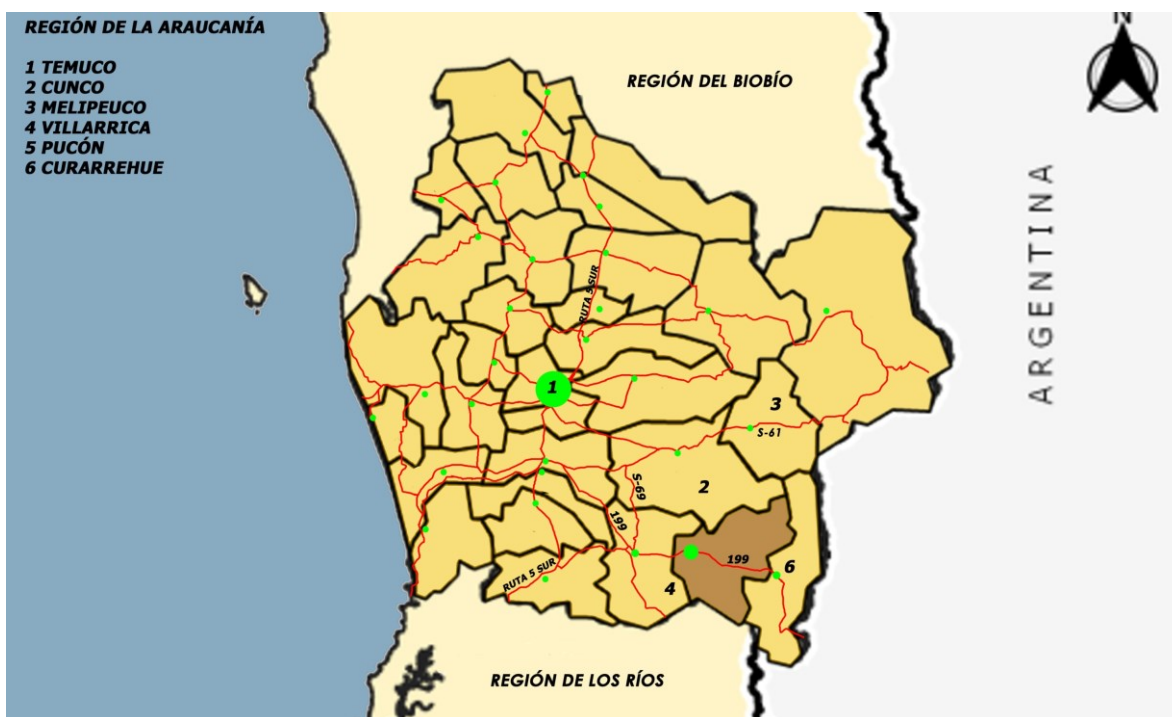 REGIÓN DE LA ARAUCANÍA
1 TEMUCO
2 CUNCO
3 MELIPEUCO
4 VILLARRICA
5 PUCÓN
6 CURARREHUE
N
REGIÓN DEL BIOBÍO
ARGENTINA
RUTA 5 SUR
1
3
S-61
2
S-69
199
199
6
4
RUTA 5 SUR
REGIÓN DE LOS RÍOS